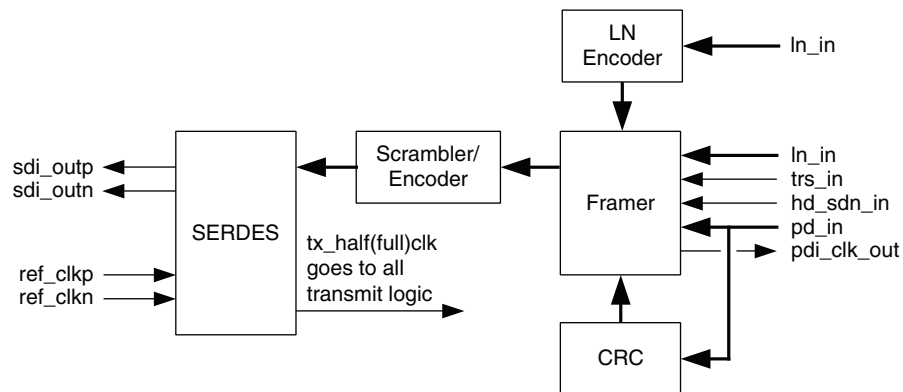 LN
Encoder
ln_in
sdi_outp
sdi_outn
ref_clkp
ref_clkn
SERDES
Scrambler/
Encoder
tx_half(full)clk
goes to all
transmit logic
Framer
ln_in
trs_in
hd_sdn_in
pd_in
pdi_clk_out
CRC